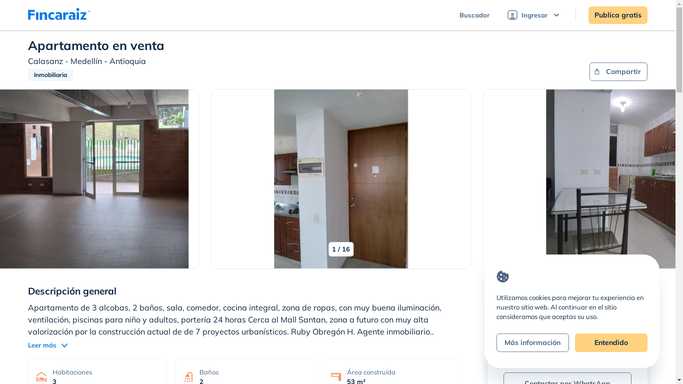 Fincaraiz
Buscador
Ingresar
Publica gratis
Apartamento en venta
Calasanz - Medellín - Antioquia
Inmobiliaria
Compartir
1 / 16
Descripción general
Apartamento de 3 alcobas, 2 baños, sala, comedor, cocina integral, zona de ropas, con muy buena iluminación,
ventilación, piscinas para niño y adultos, portería 24 horas Cerca al Mall Santan, zona a futuro con muy alta
valorización por la construcción actual de de 7 proyectos urbanísticos. Ruby Obregón H. Agente inmobiliario..
Leer más
Habitaciones
3
Baños
2
Área construida
53 m²
Utilizamos cookies para mejorar tu experiencia en
nuestro sitio web. Al continuar en el sitio
consideramos que aceptas su uso.
Más información
Entendido
Contactar por WhatsApp